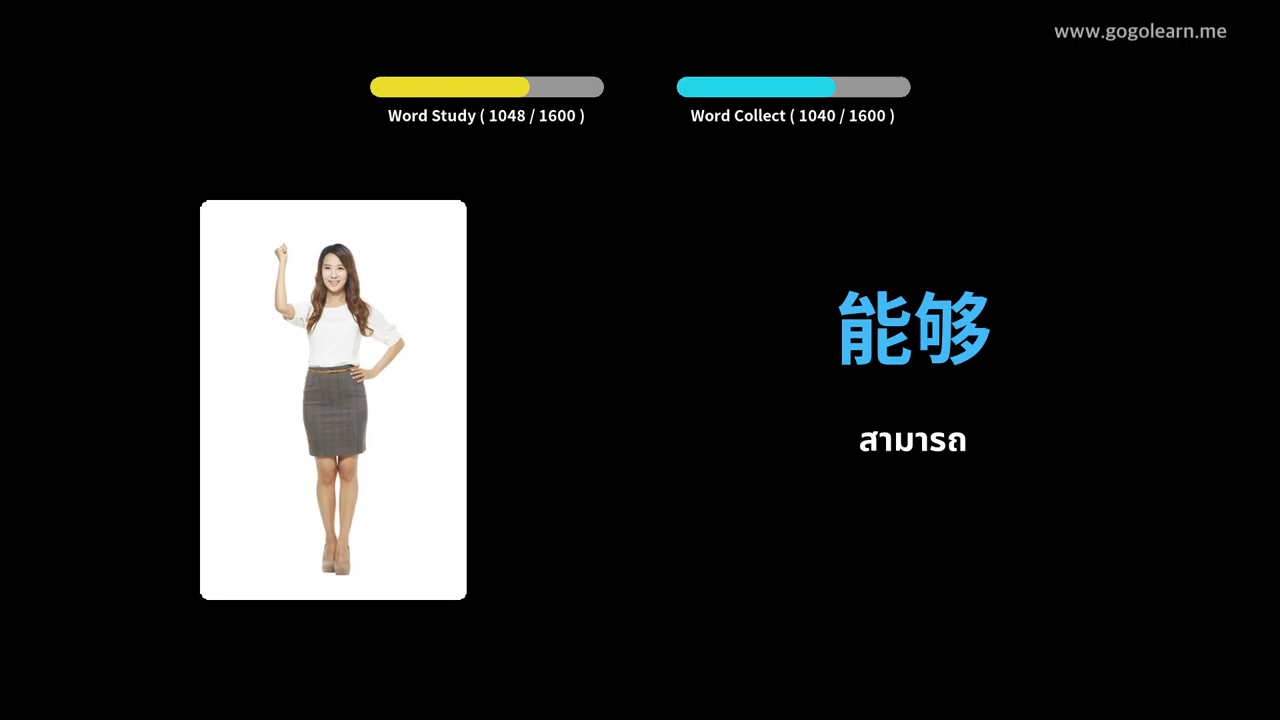 www.gogolearn.me
Word Study ( 1048 / 1600 )
Word Collect ( 1040 / 1600 )
能够
สามารถ